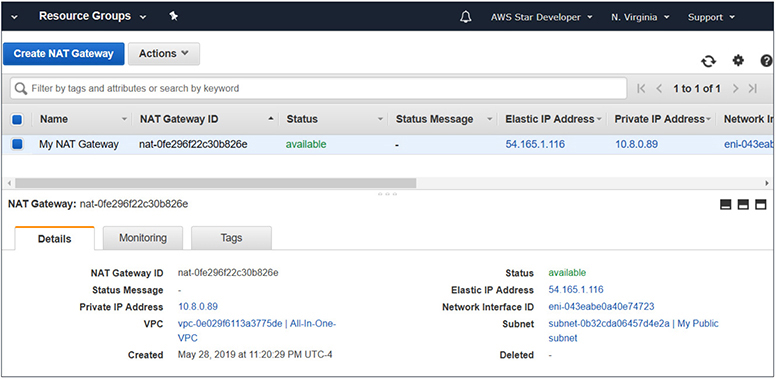 Resource Groups AWS Star Developer N. Virginia Support
Create NAT Gateway Actions
Filter by tags and attributes or search by keyword 1 to 1 of 1
Name NAT Gateway ID Status Status Message Elastic IP Address Private IP Address Network In
My NAT Gateway nat-0fe296f22c30b826e available - 54.165.1.116 10.8.0.89 eni-043eabe
NAT Gateway: nat-0fe296f22c30b826e
Details Monitoring Tags
NAT Gateway ID nat-0fe296f22c30b826e Status available
Status Message - Elastic IP Address 54.165.1.116
Private IP Address 10.8.0.89 Network Interface ID eni-043eabe0a40e74723
VPC vpc-0e029f6113a3775de | All-In-One- Subnet subnet-0b32cda06457d4e2a | My Public
VPC subnet
Created May 28, 2019 at 11:20:29 PM UTC-4 Deleted -